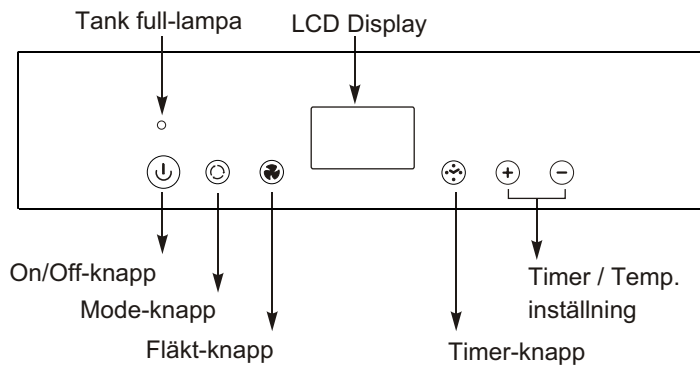 Tank full-lampa
LCD Display
On/Off-knapp
Mode-knapp
Fläkt-knapp
Timer-knapp
Timer / Temp.
inställning